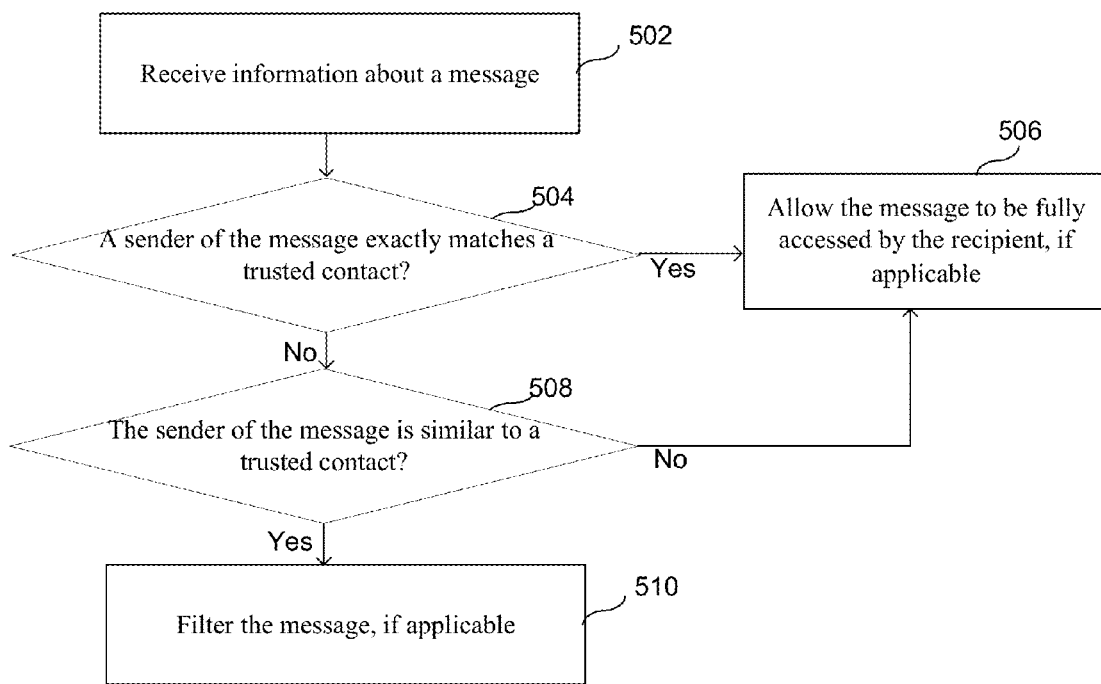 502
Receive information about a message
506
504
Allow the message to be fully
accessed by the recipient, if
applicable
A sender of the message exactly matches a
trusted contact?
Yes
No
508
The sender of the message is similar to a
trusted contact?
No
Yes
510
Filter the message, if applicable